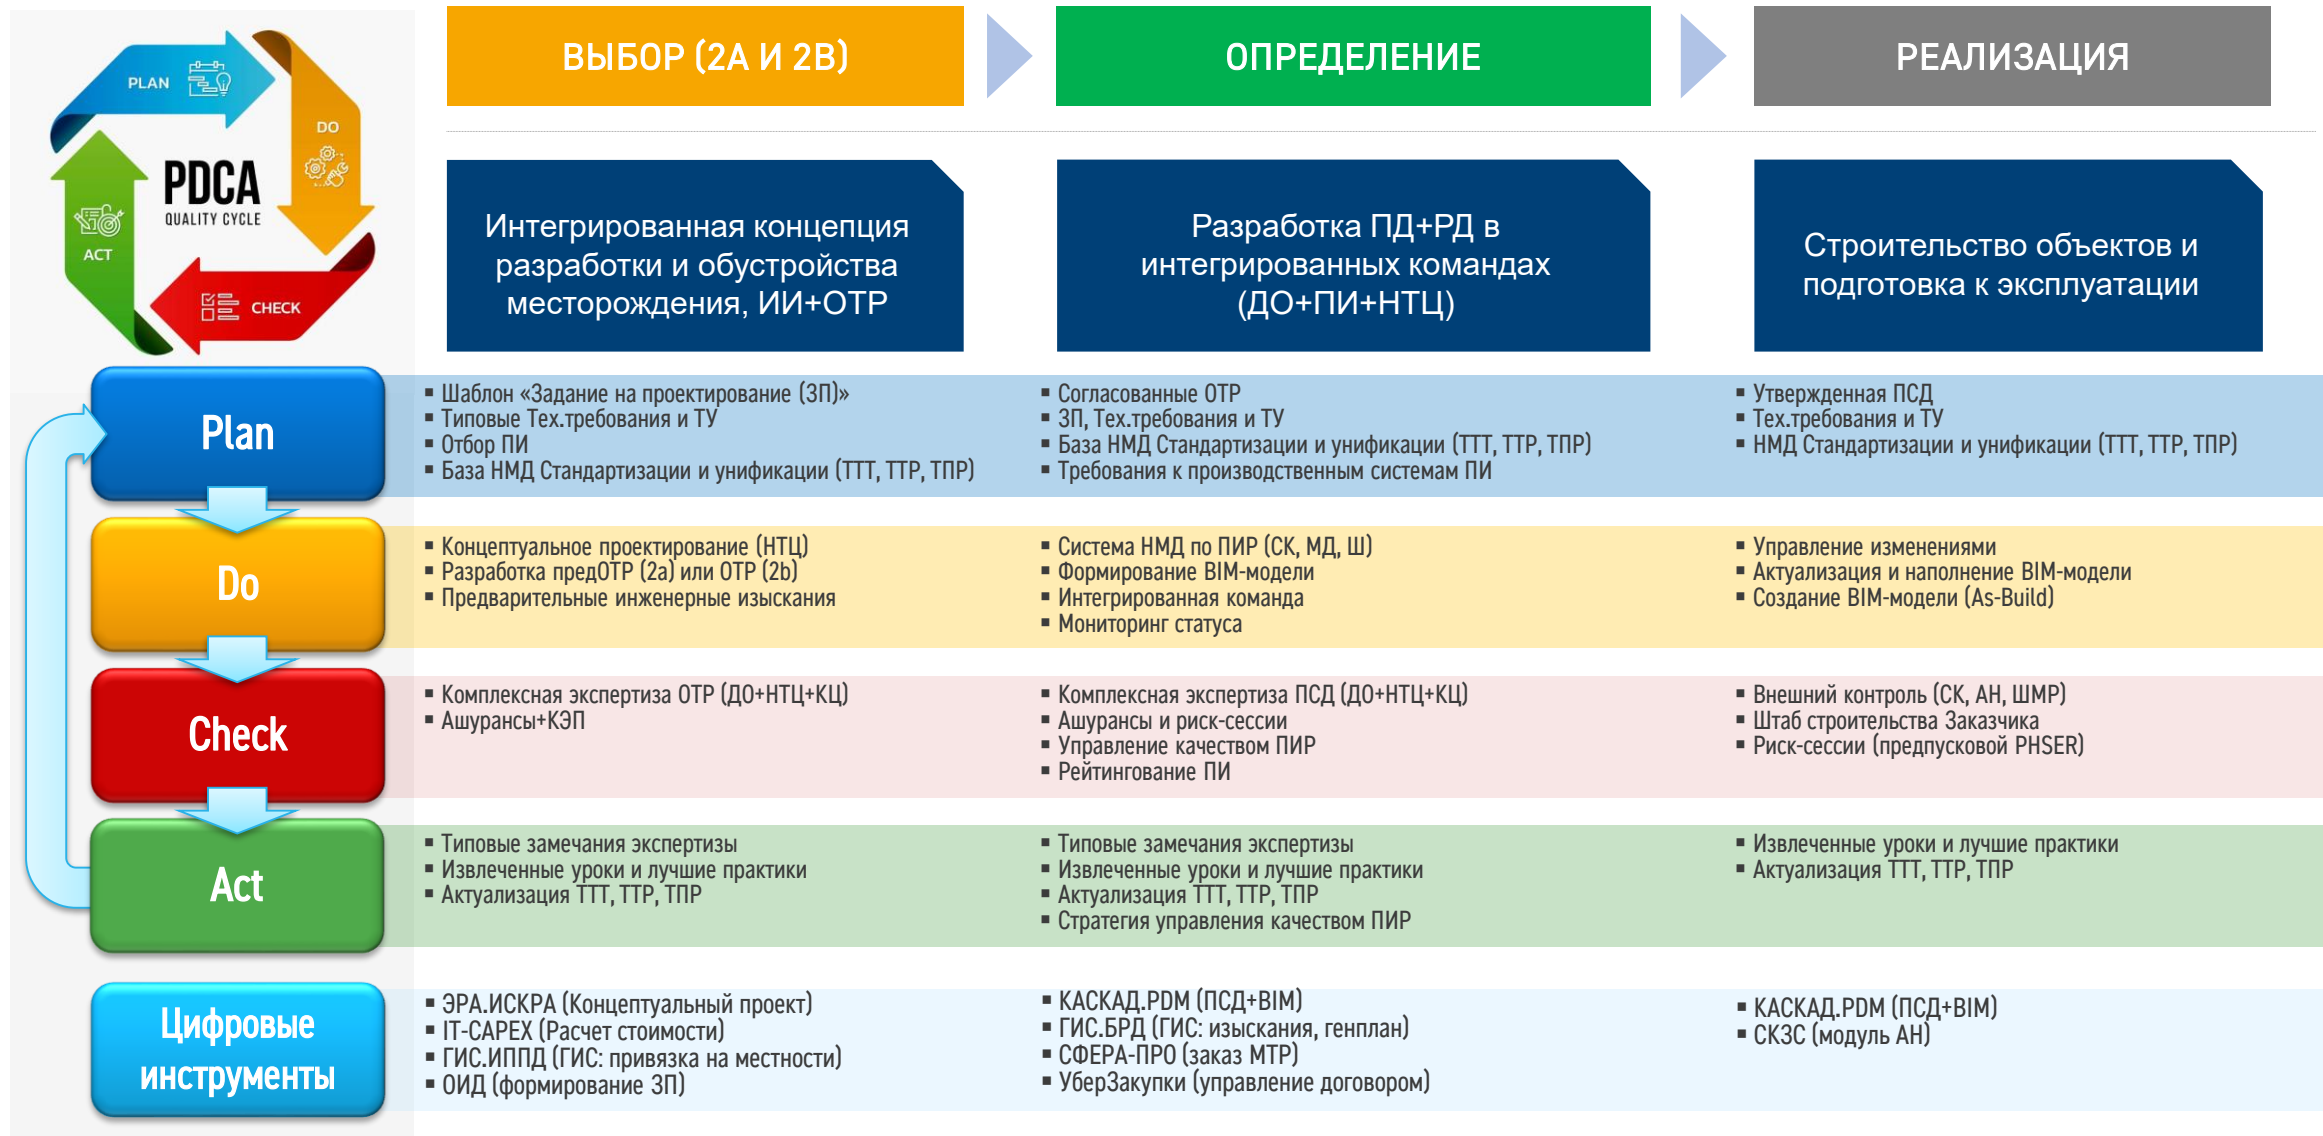 PLAN
DO
PDCA
QUALITY CYCLE
ACT
CHECK
ВЫБОР (2А И 2В)
ОПРЕДЕЛЕНИЕ
РЕАЛИЗАЦИЯ
Интегрированная концепция
разработки и обустройства
месторождения, ИИ+ОТР
Разработка ПД+РД в
интегрированных командах
(ДО+ПИ+НТЦ)
Строительство объектов и
подготовка к эксплуатации
Plan
▪ Шаблон «Задание на проектирование (ЗП)»
▪ Типовые Тех.требования и ТУ
▪ Отбор ПИ
▪ База НМД Стандартизации и унификации (ТТТ, ТТР, ТПР)
▪ Согласованные ОТР
▪ ЗП, Тех.требования и ТУ
▪ База НМД Стандартизации и унификации (ТТТ, ТТР, ТПР)
▪ Требования к производственным системам ПИ
▪ Утвержденная ПСД
▪ Тех.требования и ТУ
▪ НМД Стандартизации и унификации (ТТТ, ТТР, ТПР)
Do
▪ Концептуальное проектирование (НТЦ)
▪ Разработка предОТР (2a) или ОТР (2b)
▪ Предварительные инженерные изыскания
▪ Система НМД по ПИР (СК, МД, Ш)
▪ Формирование BIM-модели
▪ Интегрированная команда
▪ Мониторинг статуса
▪ Управление изменениями
▪ Актуализация и наполнение BIM-модели
▪ Создание BIM-модели (As-Build)
Check
▪ Комплексная экспертиза ОТР (ДО+НТЦ+КЦ)
▪ Ашурансы+КЭП
▪ Комплексная экспертиза ПСД (ДО+НТЦ+КЦ)
▪ Ашурансы и риск-сессии
▪ Управление качеством ПИР
▪ Рейтингование ПИ
▪ Внешний контроль (СК, АН, ШМР)
▪ Штаб строительства Заказчика
▪ Риск-сессии (предпусковой PHSER)
Act
▪ Типовые замечания экспертизы
▪ Извлеченные уроки и лучшие практики
▪ Актуализация ТТТ, ТТР, ТПР
▪ Типовые замечания экспертизы
▪ Извлеченные уроки и лучшие практики
▪ Актуализация ТТТ, ТТР, ТПР
▪ Стратегия управления качеством ПИР
▪ Извлеченные уроки и лучшие практики
▪ Актуализация ТТТ, ТТР, ТПР
Цифровые
инструменты
▪ ЭРА.ИСКРА (Концептуальный проект)
▪ IT-CAPEX (Расчет стоимости)
▪ ГИС.ИППД (ГИС: привязка на местности)
▪ ОИД (формирование ЗП)
▪ КАСКАД.PDM (ПСД+BIM)
▪ ГИС.БРД (ГИС: изыскания, генплан)
▪ СФЕРА-ПРО (заказ МТР)
▪ УберЗакупки (управление договором)
▪ КАСКАД.PDM (ПСД+BIM)
▪ СКЗС (модуль АН)